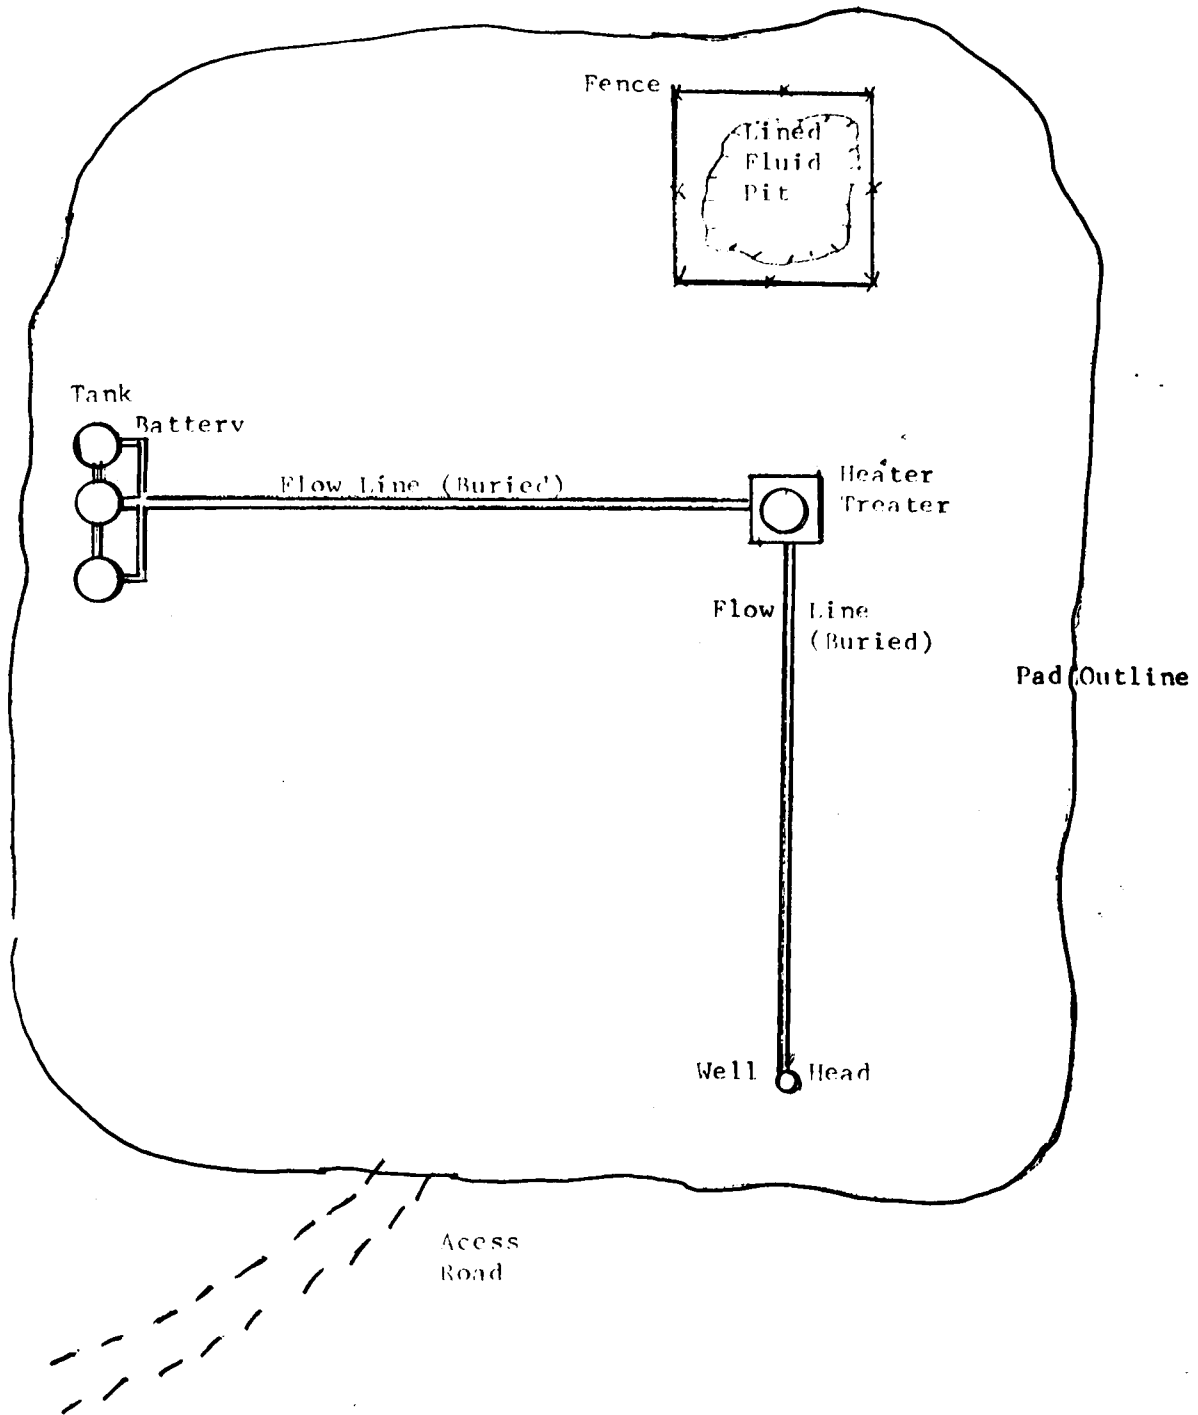 Fence
Lined
Fluid
Pit
Tank
Battery
Flow Line (Buried)
Heater
Treater
Flow Line
(Buried)
Pad Outline
Well Head
Acess
Road